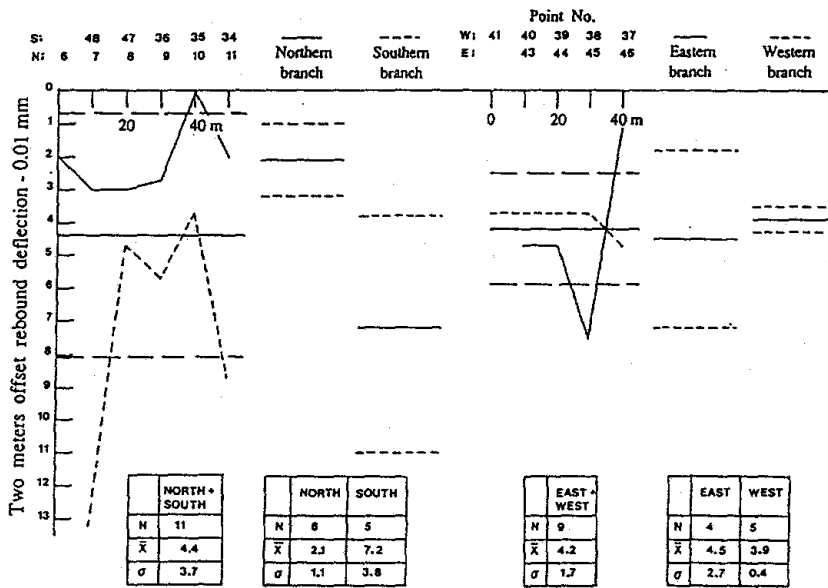 Point No.
S: 48 47 36 35 34
N: 6 7 8 9 10 11
Northern branch
Southern branch
W: 41 40 39 38 37
E: 43 44 45 46
Eastern branch
Western branch
Two meters offset rebound deflection - 0.01 mm
0
1
2
3
4
5
6
7
8
9
10
11
12
13
20 40 m
0 20 40 m
NORTH + SOUTH
N 11
X̄ 4.4
σ 3.7
NORTH SOUTH
N 6 5
X̄ 2.1 7.2
σ 1.1 3.8
EAST + WEST
N 9
X̄ 4.2
σ 1.7
EAST WEST
N 4 5
X̄ 4.5 3.9
σ 2.7 0.4